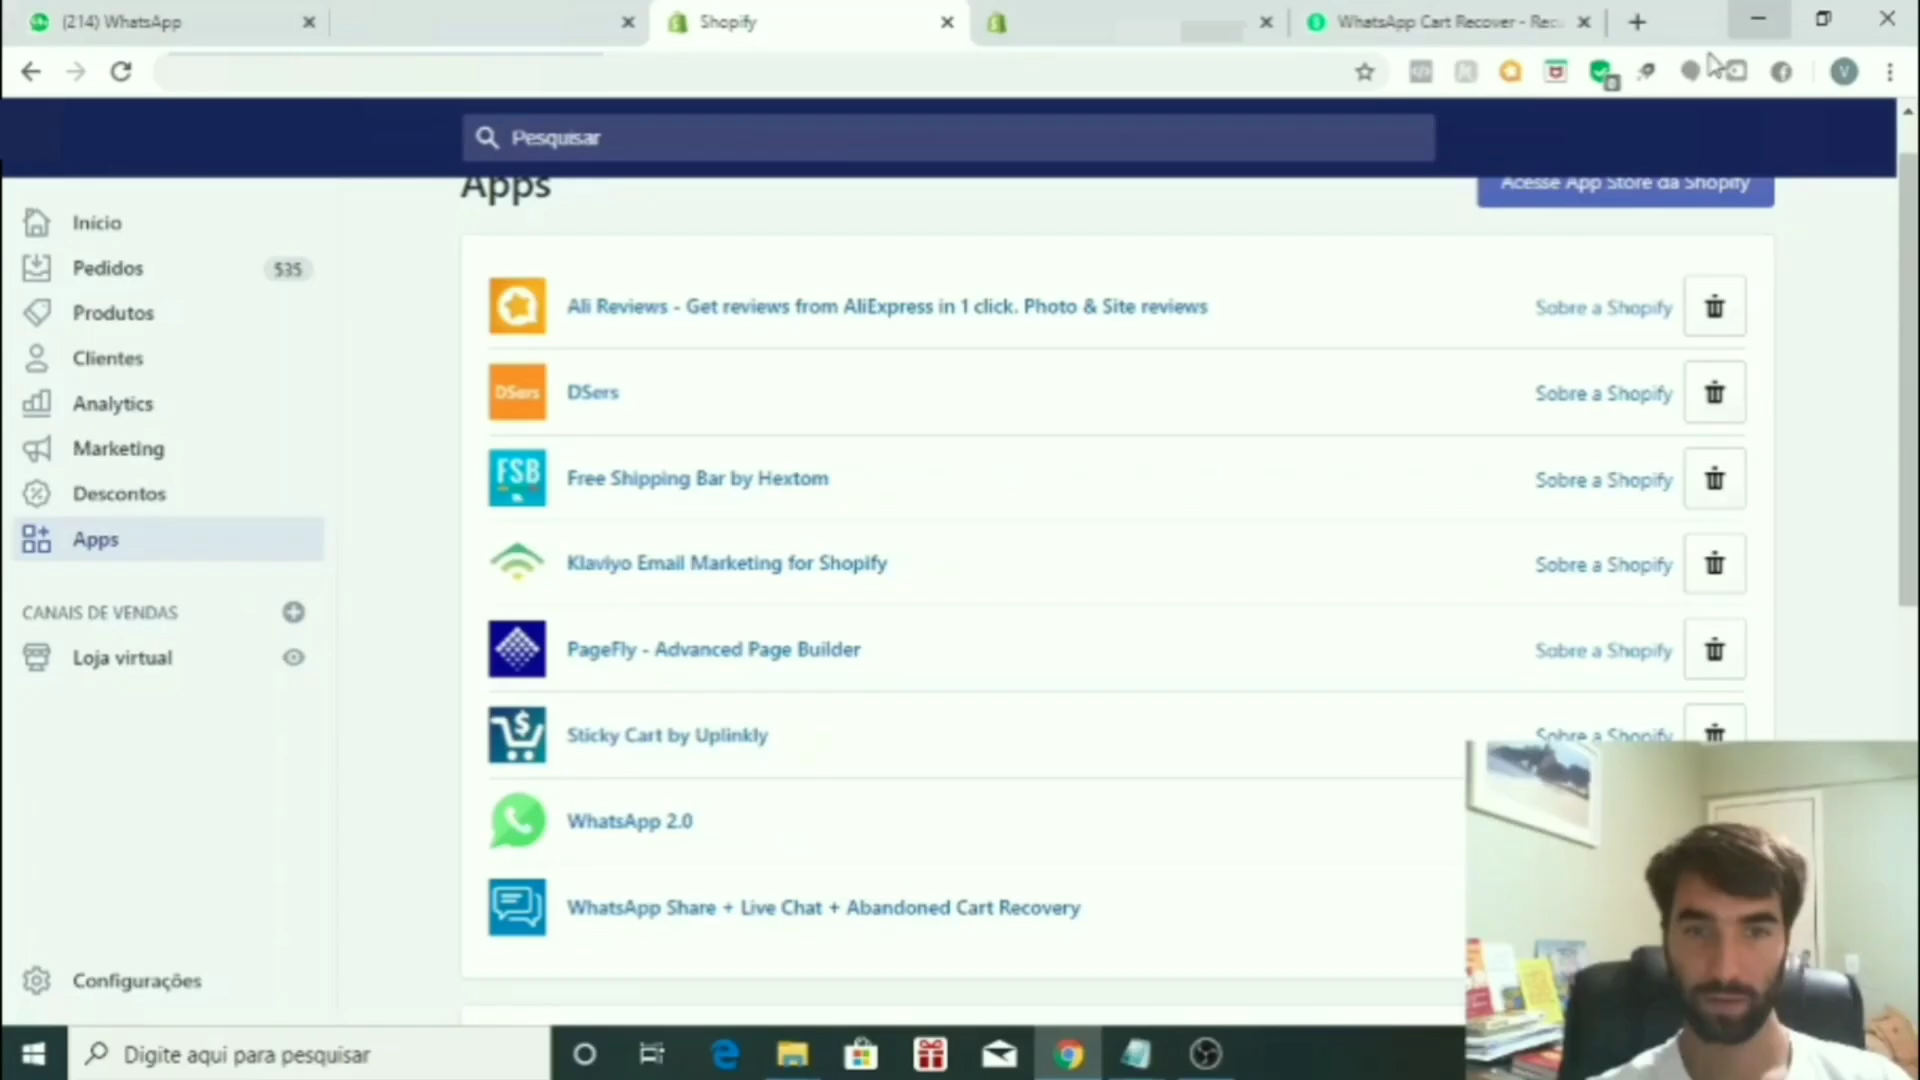 (214) WhatsApp
Shopify
WhatsApp Cart Recover - Rec
V
Pesquisar
Apps
Acesse App Store da Shopify
Início
Pedidos
535
Produtos
Clientes
Analytics
Marketing
Descontos
Apps
CANAIS DE VENDAS
Loja virtual
Configurações
Ali Reviews - Get reviews from AliExpress in 1 click. Photo & Site reviews
Sobre a Shopify
DSers
DSers
Sobre a Shopify
FSB
Free Shipping Bar by Hextom
Sobre a Shopify
Klaviyo Email Marketing for Shopify
Sobre a Shopify
PageFly - Advanced Page Builder
Sobre a Shopify
Sticky Cart by Uplinkly
Sobre a Shopify
WhatsApp 2.0
WhatsApp Share + Live Chat + Abandoned Cart Recovery
Digite aqui para pesquisar